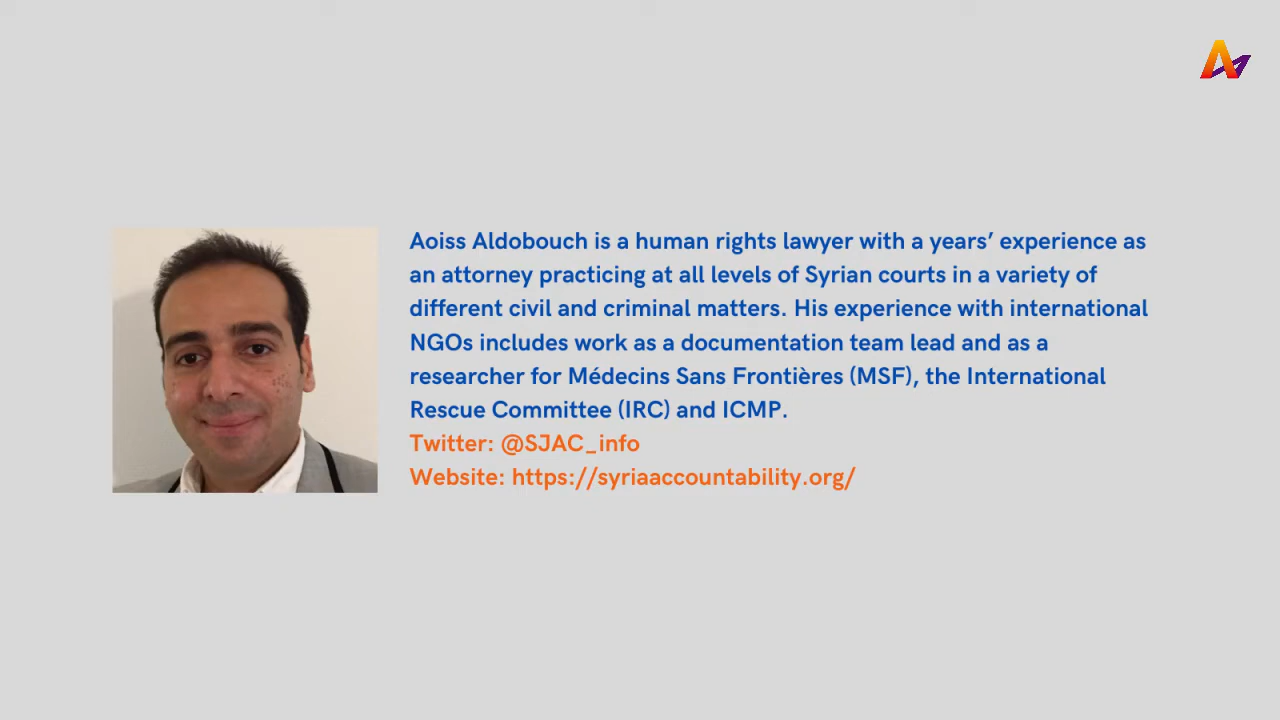 Aoiss Aldobouch is a human rights lawyer with a years’ experience as
an attorney practicing at all levels of Syrian courts in a variety of
different civil and criminal matters. His experience with international
NGOs includes work as a documentation team lead and as a
researcher for Médecins Sans Frontières (MSF), the International
Rescue Committee (IRC) and ICMP.
Twitter: @SJAC_info
Website: https://syriaaccountability.org/